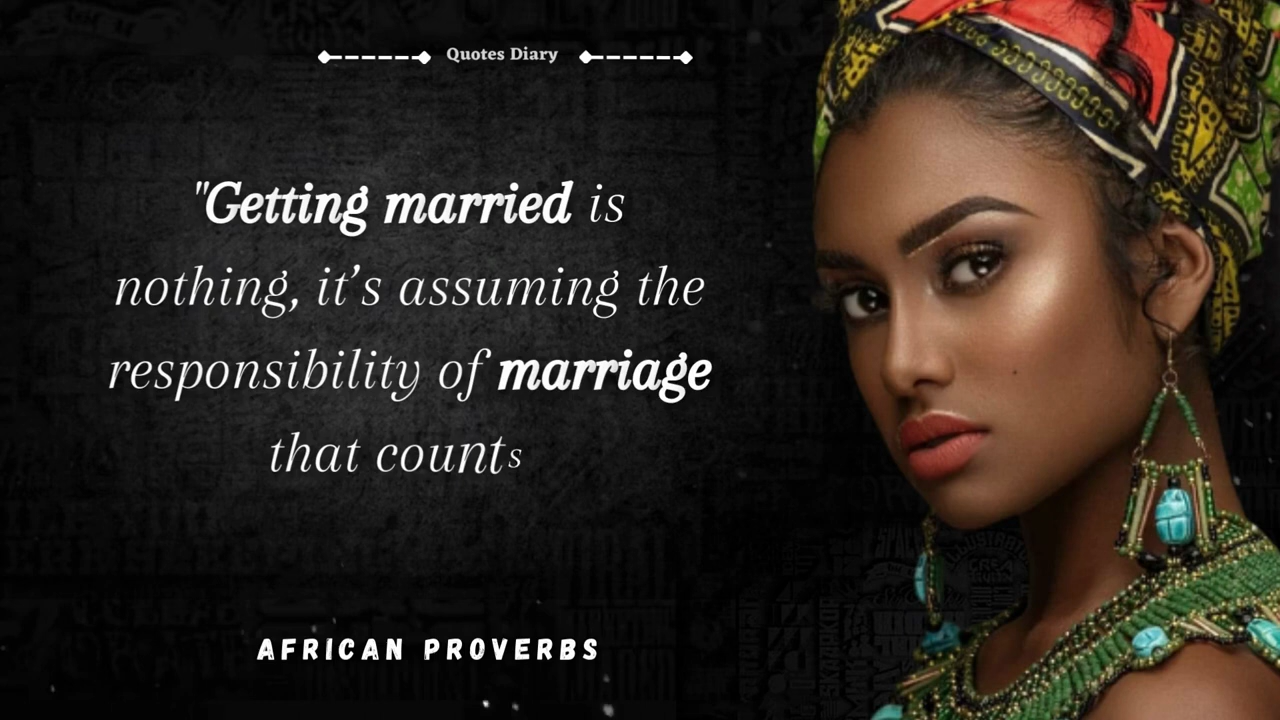 Quotes Diary
"Getting married is
nothing, it’s assuming the
responsibility of marriage
that counts
AFRICAN PROVERBS